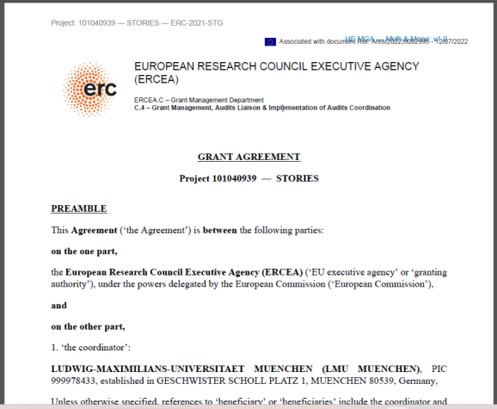 Project: 101040939 — STORIES — ERC-2021-STG
Associated with document Ref. 12/07/2022
erc
EUROPEAN RESEARCH COUNCIL EXECUTIVE AGENCY
(ERCEA)
ERCEA.C – Grant Management Department
C.4 – Grant Management, Audits Liaison & Implementation of Audits Coordination
GRANT AGREEMENT
Project 101040939 — STORIES
PREAMBLE
This Agreement (‘the Agreement’) is between the following parties:
on the one part,
the European Research Council Executive Agency (ERCEA) (‘EU executive agency’ or ‘granting
authority’), under the powers delegated by the European Commission (‘European Commission’),
and
on the other part,
1. ‘the coordinator’:
LUDWIG-MAXIMILIANS-UNIVERSITAET MUENCHEN (LMU MUENCHEN), PIC
999978433, established in GESCHWISTER SCHOLL PLATZ 1, MUENCHEN 80539, Germany,
Unless otherwise specified, references to ‘beneficiary’ or ‘beneficiaries’ include the coordinator and